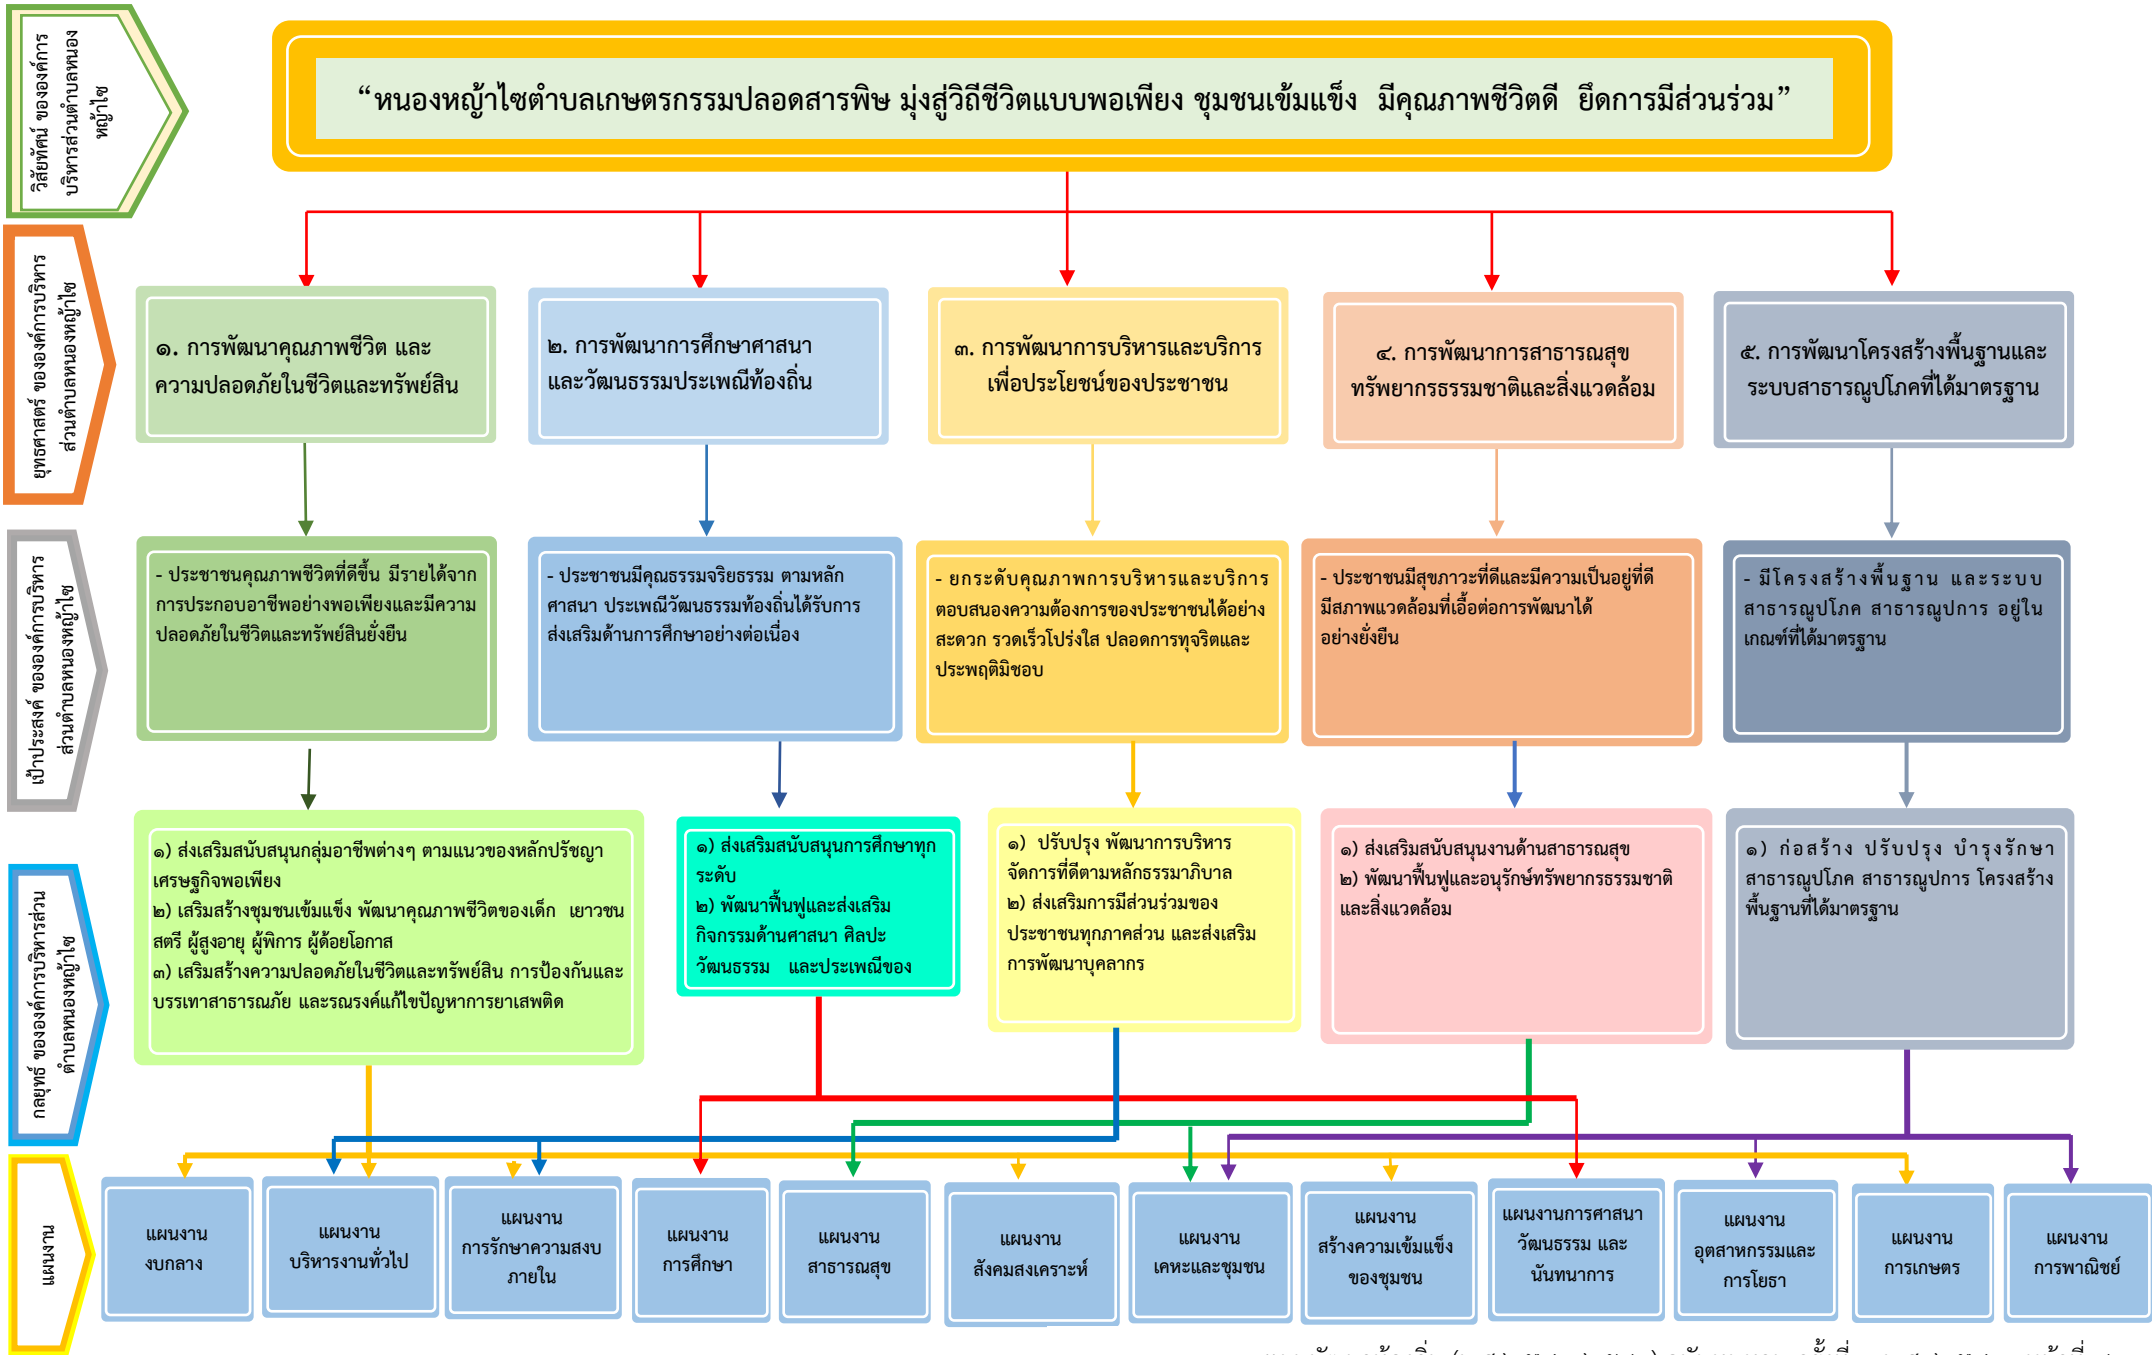 วิสัยทัศน์ ขององค์การ
บริหารส่วนตำบลหนอง
หญ้าไซ
“หนองหญ้าไซตำบลเกษตรกรรมปลอดสารพิษ มุ่งสู่วิถีชีวิตแบบพอเพียง ชุมชนเข้มแข็ง มีคุณภาพชีวิตดี ยึดการมีส่วนร่วม”
ยุทธศาสตร์ ขององค์การบริหาร
ส่วนตำบลหนองหญ้าไซ
๑. การพัฒนาคุณภาพชีวิต และ
ความปลอดภัยในชีวิตและทรัพย์สิน
๒. การพัฒนาการศึกษาศาสนา
และวัฒนธรรมประเพณีท้องถิ่น
๓. การพัฒนาการบริหารและบริการ
เพื่อประโยชน์ของประชาชน
๔. การพัฒนาการสาธารณสุข
ทรัพยากรธรรมชาติและสิ่งแวดล้อม
๕. การพัฒนาโครงสร้างพื้นฐานและ
ระบบสาธารณูปโภคที่ได้มาตรฐาน
เป้าประสงค์ ขององค์การบริหาร
ส่วนตำบลหนองหญ้าไซ
- ประชาชนคุณภาพชีวิตที่ดีขึ้น มีรายได้จาก
การประกอบอาชีพอย่างพอเพียงและมีความ
ปลอดภัยในชีวิตและทรัพย์สินยั่งยืน
- ประชาชนมีคุณธรรมจริยธรรม ตามหลัก
ศาสนา ประเพณีวัฒนธรรมท้องถิ่นได้รับการ
ส่งเสริมด้านการศึกษาอย่างต่อเนื่อง
- ยกระดับคุณภาพการบริหารและบริการ
ตอบสนองความต้องการของประชาชนได้อย่าง
สะดวก รวดเร็วโปร่งใส ปลอดการทุจริตและ
ประพฤติมิชอบ
- ประชาชนมีสุขภาวะที่ดีและมีความเป็นอยู่ที่ดี
มีสภาพแวดล้อมที่เอื้อต่อการพัฒนาได้
อย่างยั่งยืน
- มีโครงสร้างพื้นฐาน และระบบ
สาธารณูปโภค สาธารณูปการ อยู่ใน
เกณฑ์ที่ได้มาตรฐาน
กลยุทธ์ ขององค์การบริหารส่วน
ตำบลหนองหญ้าไซ
๑) ส่งเสริมสนับสนุนกลุ่มอาชีพต่างๆ ตามแนวของหลักปรัชญา
เศรษฐกิจพอเพียง
๒) เสริมสร้างชุมชนเข้มแข็ง พัฒนาคุณภาพชีวิตของเด็ก เยาวชน
สตรี ผู้สูงอายุ ผู้พิการ ผู้ด้อยโอกาส
๓) เสริมสร้างความปลอดภัยในชีวิตและทรัพย์สิน การป้องกันและ
บรรเทาสาธารณภัย และรณรงค์แก้ไขปัญหาการยาเสพติด
๑) ส่งเสริมสนับสนุนการศึกษาทุก
ระดับ
๒) พัฒนาฟื้นฟูและส่งเสริม
กิจกรรมด้านศาสนา ศิลปะ
วัฒนธรรม และประเพณีของ
๑) ปรับปรุง พัฒนาการบริหาร
จัดการที่ดีตามหลักธรรมาภิบาล
๒) ส่งเสริมการมีส่วนร่วมของ
ประชาชนทุกภาคส่วน และส่งเสริม
การพัฒนาบุคลากร
๑) ส่งเสริมสนับสนุนงานด้านสาธารณสุข
๒) พัฒนาฟื้นฟูและอนุรักษ์ทรัพยากรธรรมชาติ
และสิ่งแวดล้อม
๑) ก่อสร้าง ปรับปรุง บำรุงรักษา
สาธารณูปโภค สาธารณูปการ โครงสร้าง
พื้นฐานที่ได้มาตรฐาน
แผนงาน
แผนงาน
งบกลาง
แผนงาน
บริหารงานทั่วไป
แผนงาน
การรักษาความสงบ
ภายใน
แผนงาน
การศึกษา
แผนงาน
สาธารณสุข
แผนงาน
สังคมสงเคราะห์
แผนงาน
เคหะและชุมชน
แผนงาน
สร้างความเข้มแข็ง
ของชุมชน
แผนงานการศาสนา
วัฒนธรรม และ
นันทนาการ
แผนงาน
อุตสาหกรรมและ
การโยธา
แผนงาน
การเกษตร
แผนงาน
การพาณิชย์